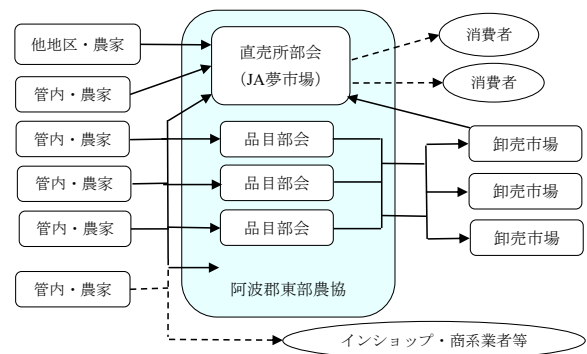 他地区・農家
管内・農家
管内・農家
管内・農家
管内・農家
管内・農家
直売所部会
（JA夢市場）
品目部会
品目部会
品目部会
阿波郡東部農協
消費者
消費者
卸売市場
卸売市場
卸売市場
インショップ・商系業者等